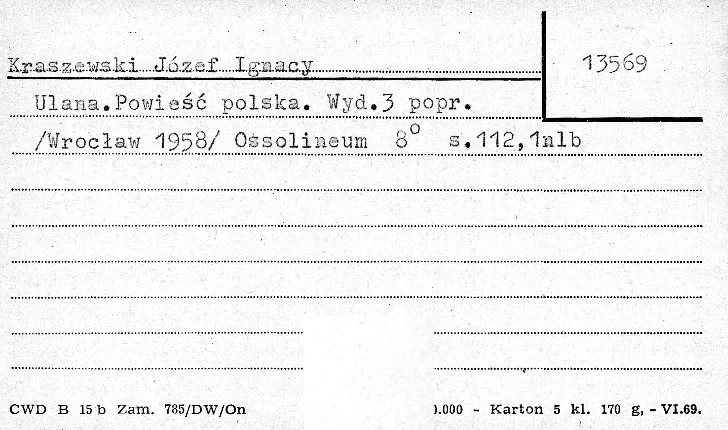 Kraszewski Józef Ignacy
13569
Ulana.Powieść polska. Wyd.3 popr.
/Wrocław 1958/ Ossolineum 8° s.112,1nlb
CWD B 15 b Zam. 785/DW/On
).000 - Karton 5 kl. 170 g, - VI.69.